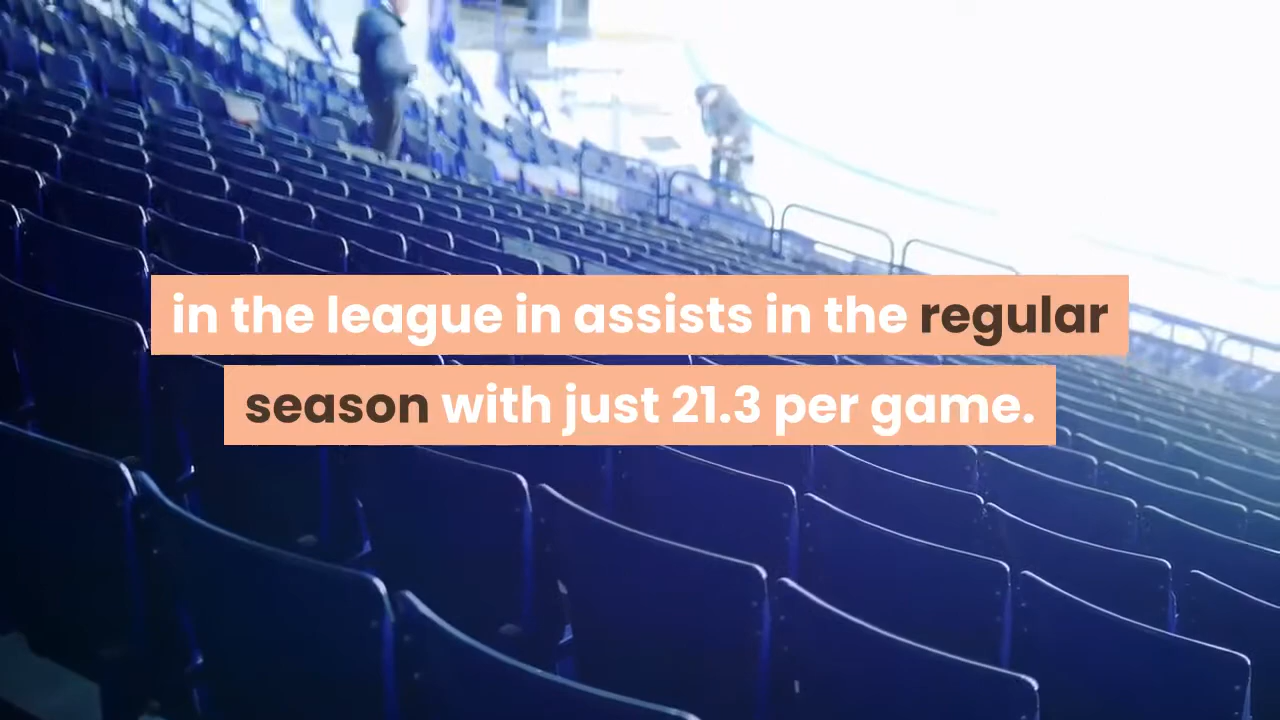 in the league in assists in the regular
season with just 21.3 per game.